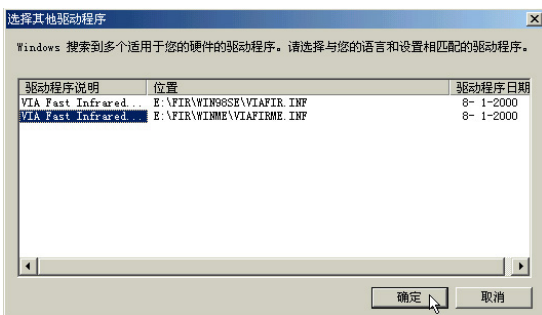 选择其他驱动程序
Windows 搜索到多个适用于您的硬件的驱动程序。请选择与您的语言和设置相匹配的驱动程序。
驱动程序说明 位置 驱动程序日期
VIA Fast Infrared... E:\FIR\WIN98SE\VIAFIR.INF 8- 1-2000
VIA Fast Infrared... E:\FIR\WINME\VIAFIRME.INF 8- 1-2000
确定 取消